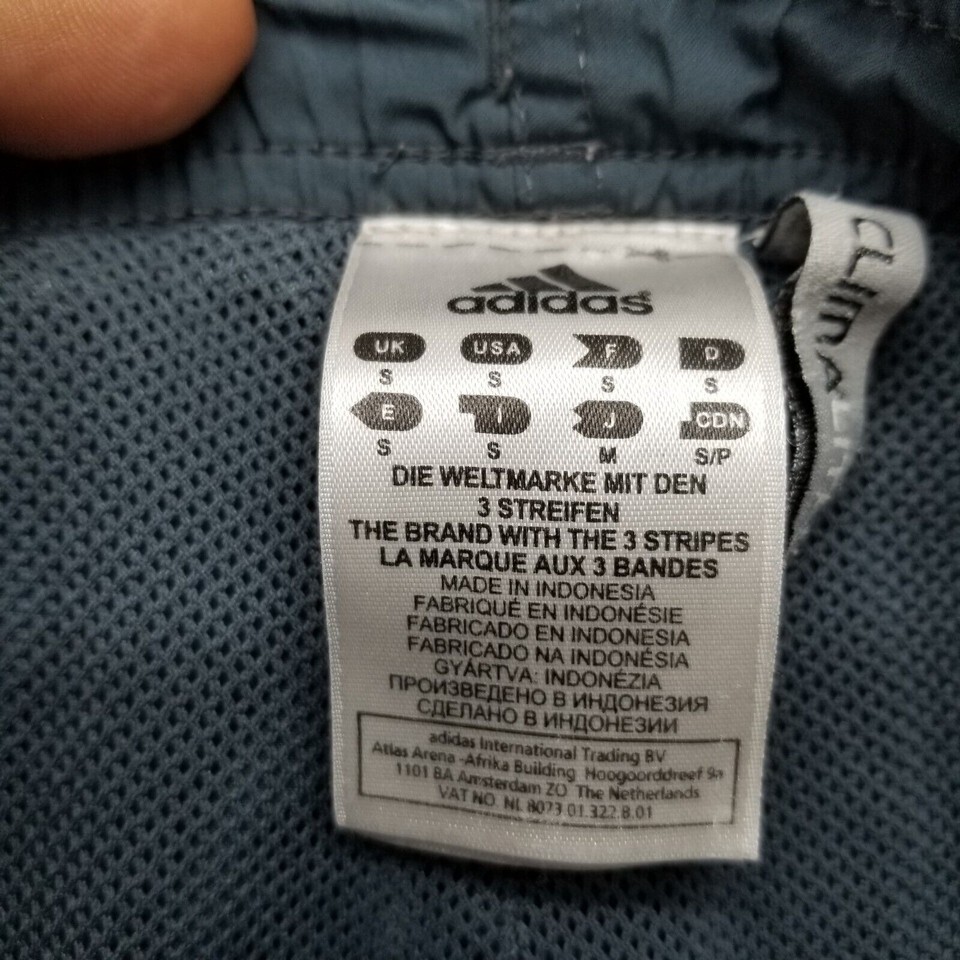 adidas
UK USA F D
S S S S
E I J CDN
S S M S/P
DIE WELTMARKE MIT DEN
3 STREIFEN
THE BRAND WITH THE 3 STRIPES
LA MARQUE AUX 3 BANDES
MADE IN INDONESIA
FABRIQUÉ EN INDONÉSIE
FABRICADO EN INDONESIA
FABRICADO NA INDONÉSIA
GYÁRTVA: INDONÉZIA
ПРОИЗВЕДЕНО В ИНДОНЕЗИЯ
СДЕЛАНО В ИНДОНЕЗИИ
adidas International Trading BV
Atlas Arena -Afrika Building Hoogoorddreef 9a
1101 BA Amsterdam ZO The Netherlands
VAT NO. NL 8073.01.322.B.01